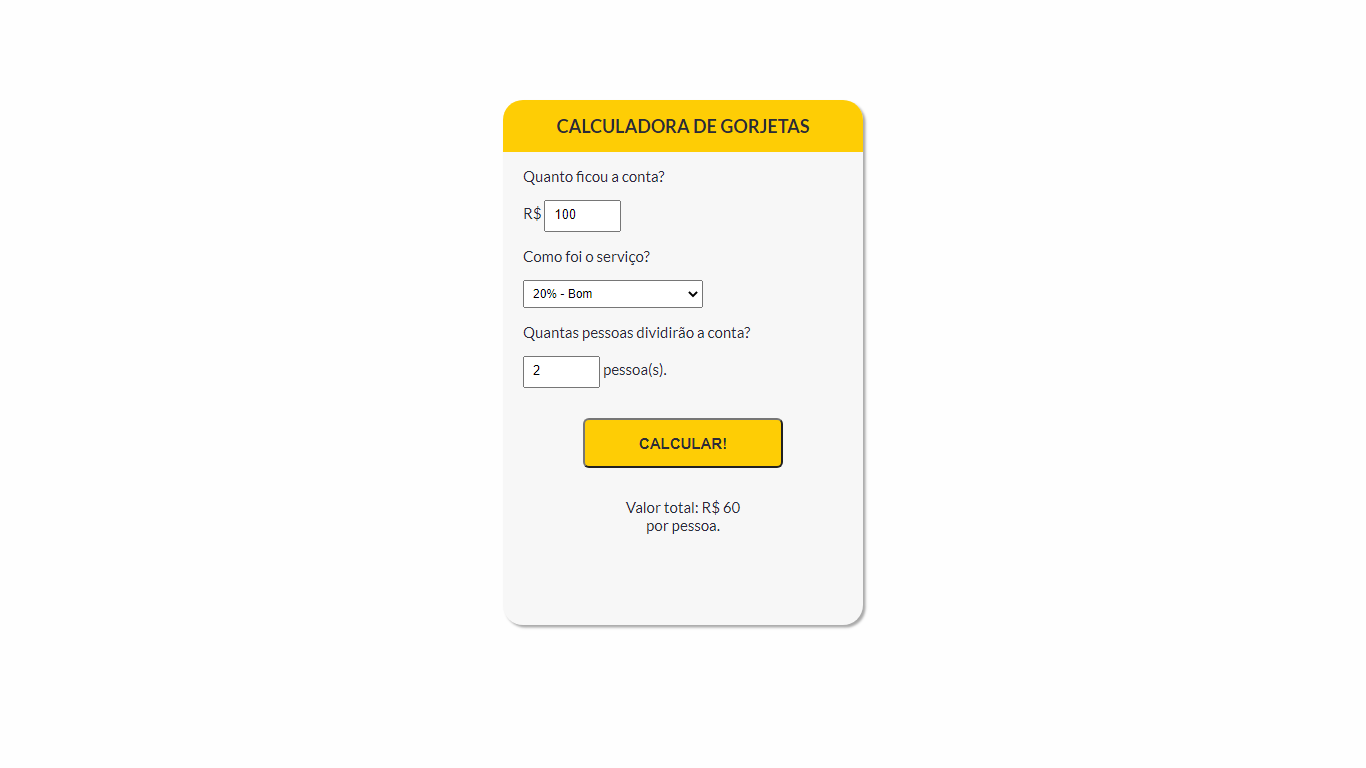 CALCULADORA DE GORJETAS
Quanto ficou a conta?
R$ 100
Como foi o serviço?
20% - Bom
Quantas pessoas dividirão a conta?
2 pessoa(s).
CALCULAR!
Valor total: R$ 60
por pessoa.